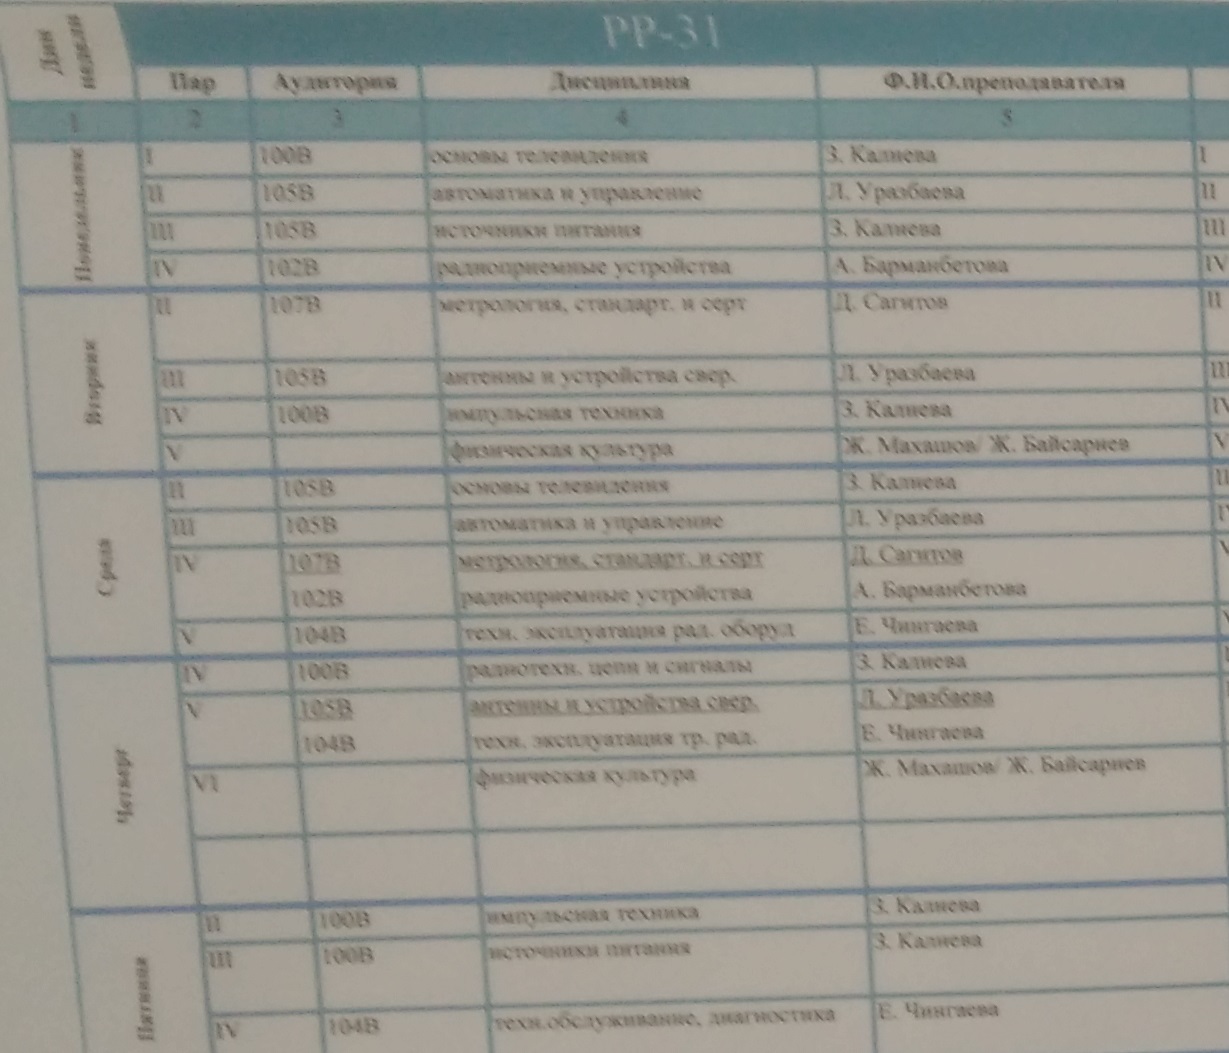 РР-31
Дни недели Пар Аудитория Дисциплина Ф.И.О.преподавателя
1 2 3 4 5
Понедельник I 100В основы телевидения З. Калиева I
II 105В автоматика и управление Л. Уразбаева II
III 105В источники питания З. Калиева III
IV 102В радиоприемные устройства А. Барманбетова IV
Вторник II 107В метрология, стандарт. и серт Д. Сагитов II
III 105В антенны и устройства свер. Л. Уразбаева III
IV 100В импульсная техника З. Калиева IV
V физическая культура Ж. Махашов/ Ж. Байсариев V
Среда II 105В основы телевидения З. Калиева II
III 105В автоматика и управление Л. Уразбаева
IV 107В метрология, стандарт. и серт Д. Сагитов
102В радиоприемные устройства А. Барманбетова
V 104В техн. эксплуатация рад. оборуд Е. Чингаева
Четверг IV 100В радиотехн. цепи и сигналы З. Калиева
V 105В антенны и устройства свер. Л. Уразбаева
104В техн. эксплуатация тр. рад. Е. Чингаева
VI физическая культура Ж. Махашов/ Ж. Байсариев
Пятница II 100В импульсная техника З. Калиева
III 100В источники питания З. Калиева
IV 104В техн.обслуживание, диагностика Е. Чингаева